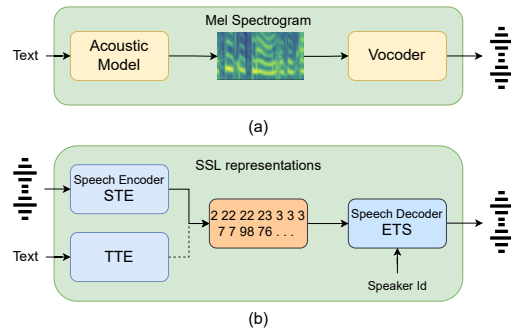 Mel Spectrogram
Text
Acoustic
Model
Vocoder
(a)
SSL representations
Speech Encoder
STE
2 22 22 23 3 3 3
7 7 98 76 . . .
Speech Decoder
ETS
Text
TTE
Speaker Id
(b)